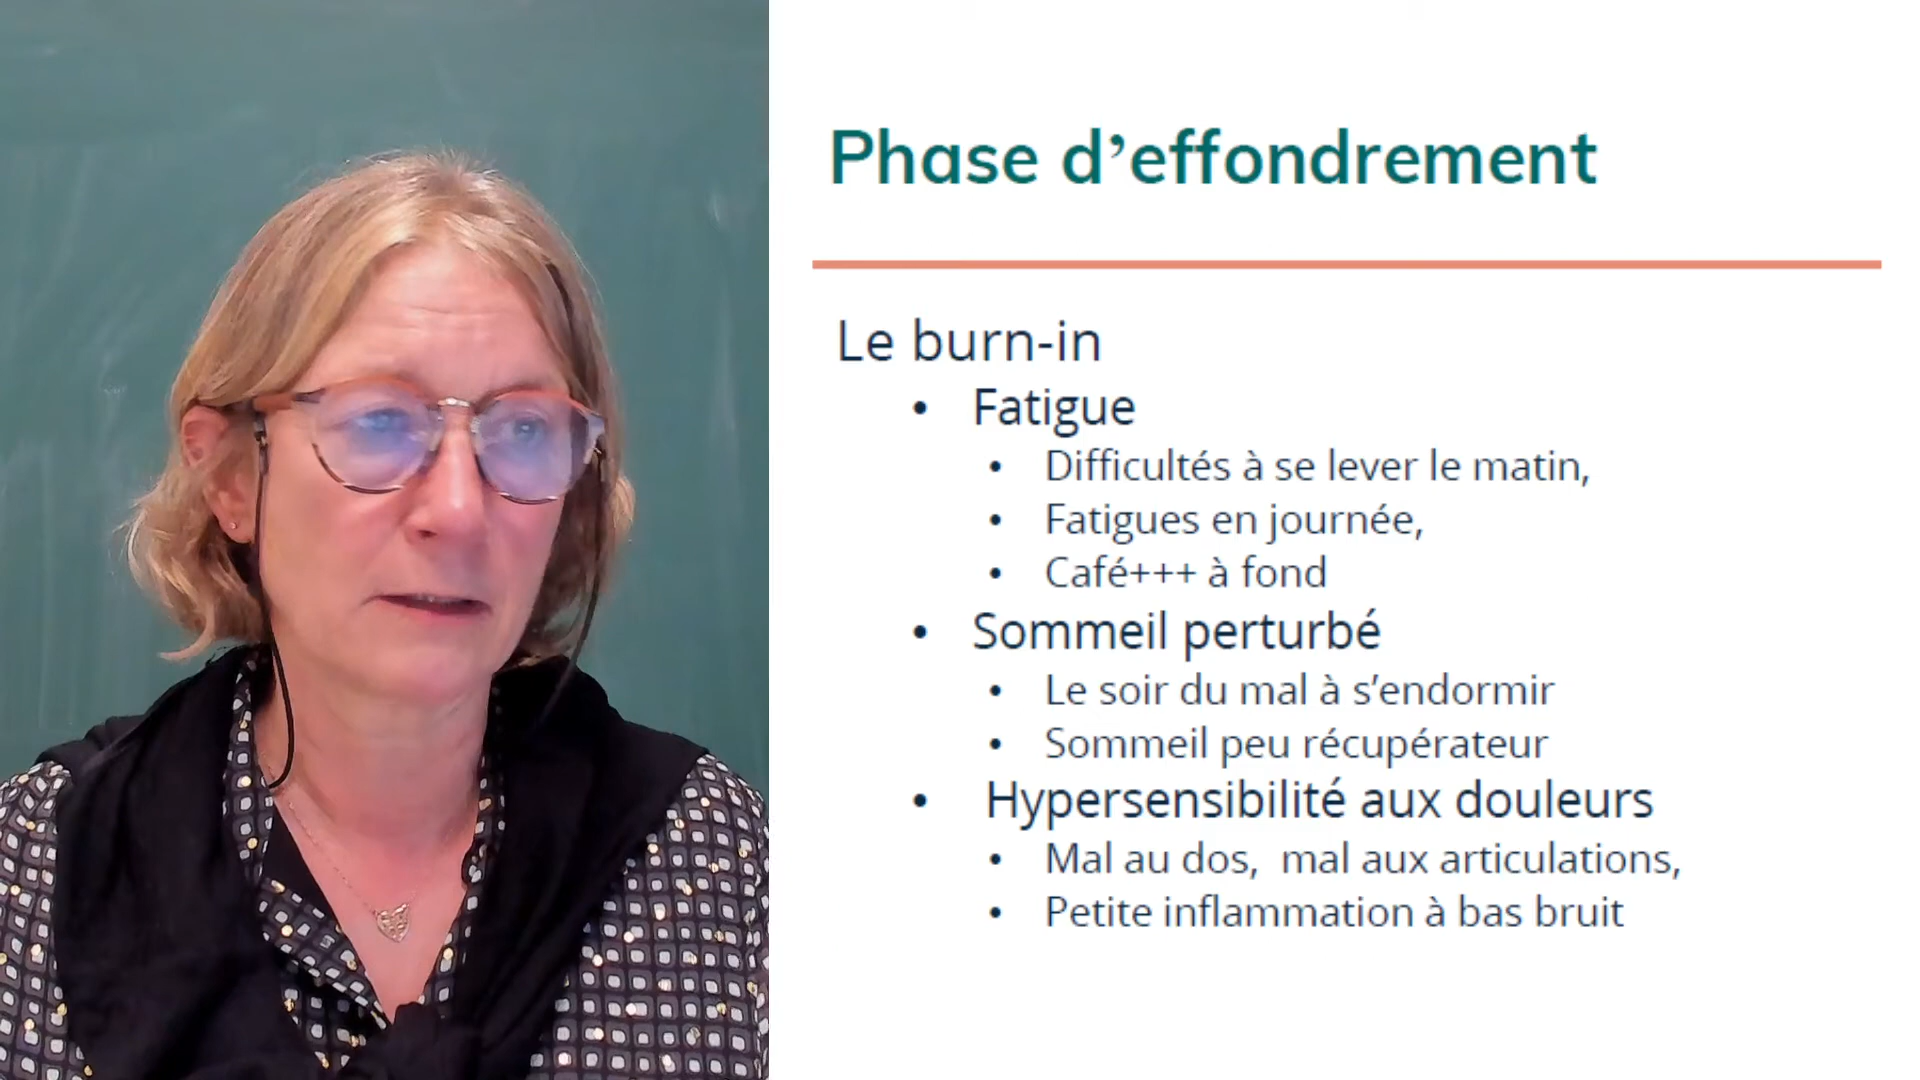 Phase d’effondrement
Le burn-in
• Fatigue
• Difficultés à se lever le matin,
• Fatigues en journée,
• Café+++ à fond
• Sommeil perturbé
• Le soir du mal à s’endormir
• Sommeil peu récupérateur
• Hypersensibilité aux douleurs
• Mal au dos,  mal aux articulations,
• Petite inflammation à bas bruit